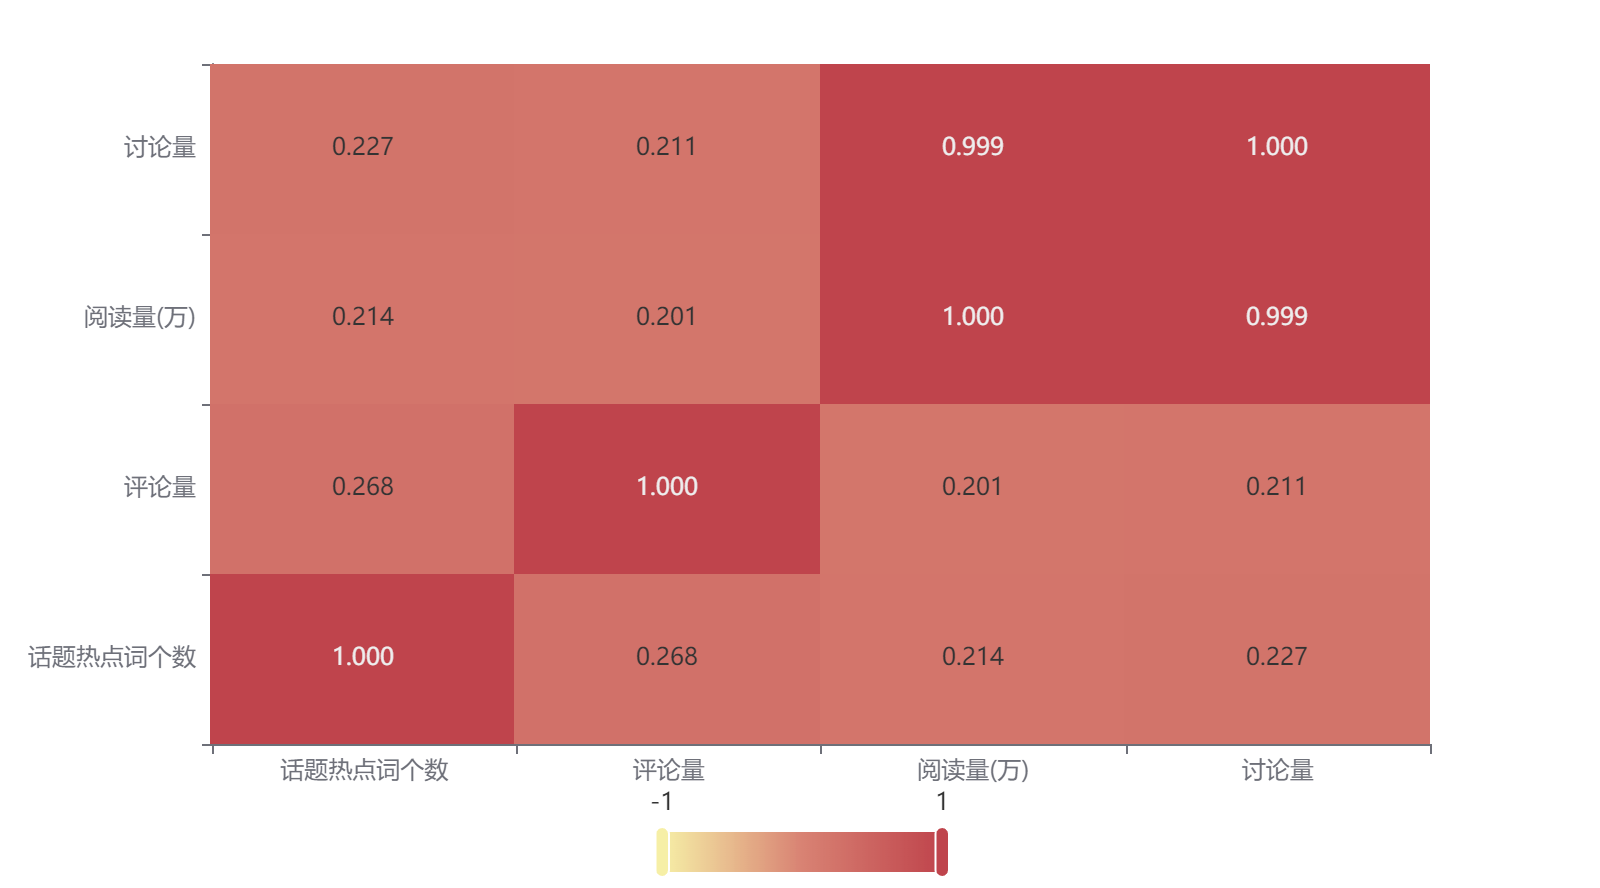 讨论量 0.227 0.211 0.999 1.000
阅读量(万) 0.214 0.201 1.000 0.999
评论量 0.268 1.000 0.201 0.211
话题热点词个数 1.000 0.268 0.214 0.227
话题热点词个数 评论量 阅读量(万) 讨论量
-1 1